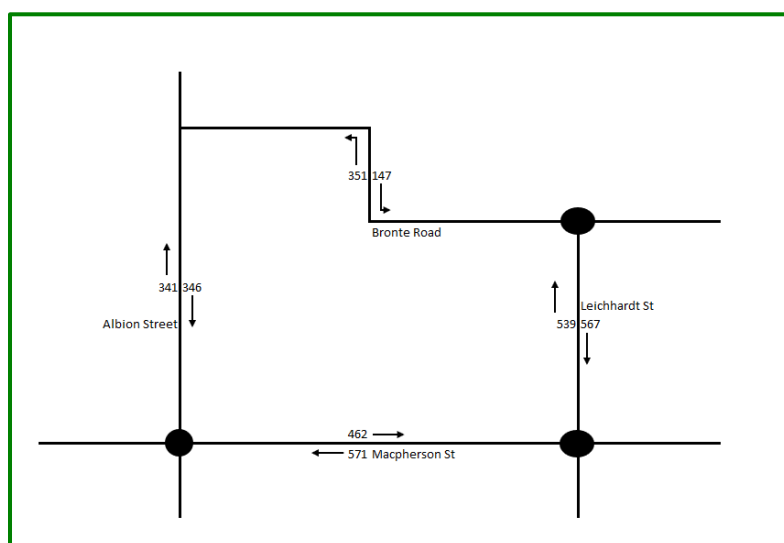 351 147
Bronte Road
341 346
Leichhardt St
Albion Street
539 567
462
571 Macpherson St